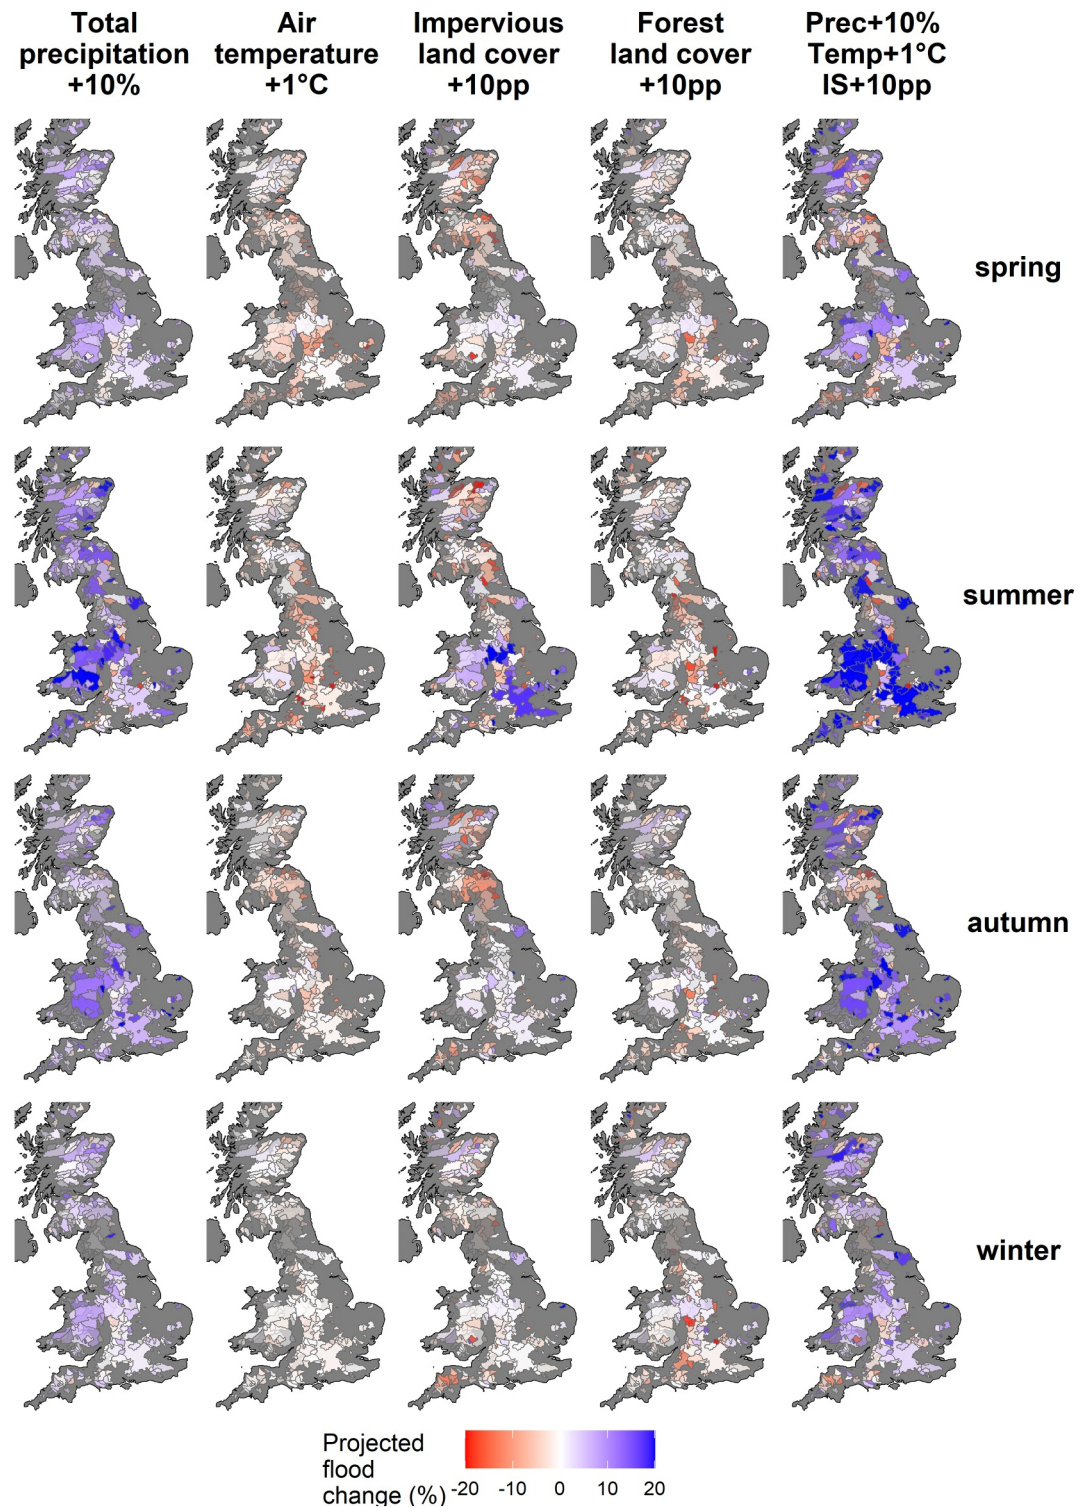 Total
precipitation
+10%
Air
temperature
+1°C
Impervious
land cover
+10pp
Forest
land cover
+10pp
Prec+10%
Temp+1°C
IS+10pp
spring
summer
autumn
winter
Projected
flood
change (%)
-20 -10 0 10 20